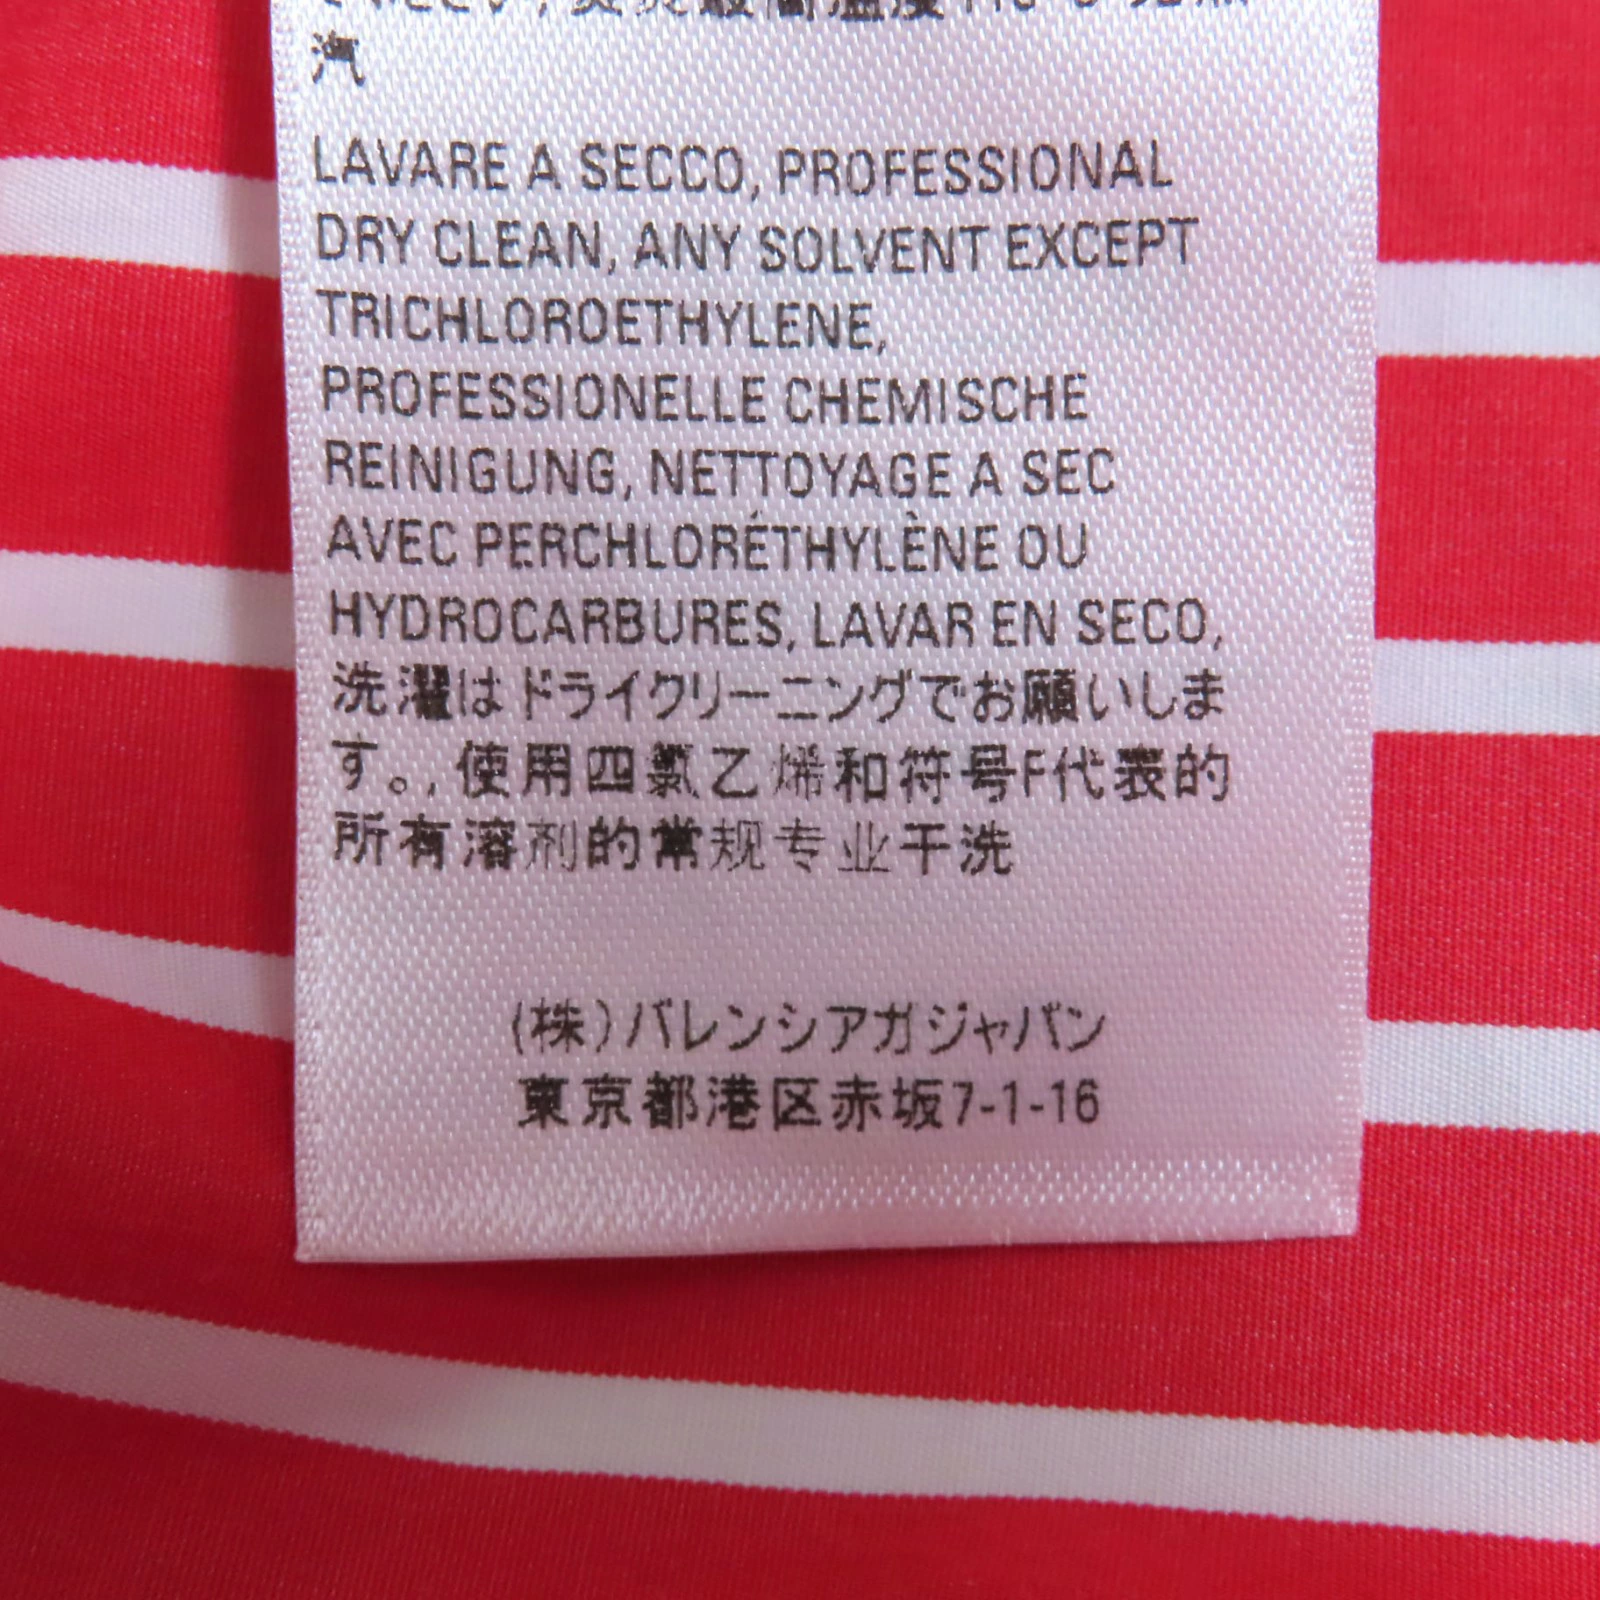 汽
LAVARE A SECCO, PROFESSIONAL
DRY CLEAN, ANY SOLVENT EXCEPT
TRICHLOROETHYLENE,
PROFESSIONELLE CHEMISCHE
REINIGUNG, NETTOYAGE A SEC
AVEC PERCHLORÉTHYLÈNE OU
HYDROCARBURES, LAVAR EN SECO,
洗濯はドライクリーニングでお願いしま
す。, 使用四氯乙烯和符号F代表的
所有溶剂的常规专业干洗
(株)バレンシアガジャパン
東京都港区赤坂7-1-16